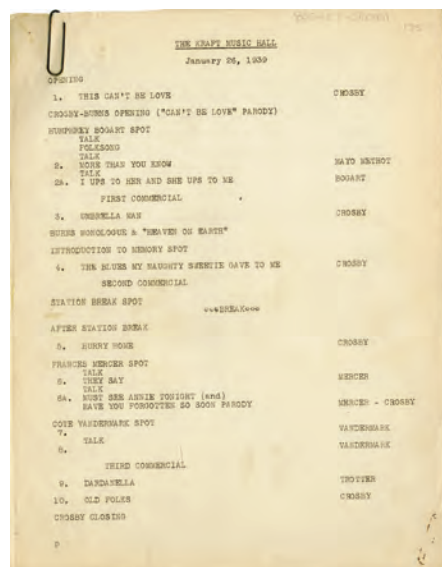 THE KRAFT MUSIC HALL
January 26, 1939
OPENING
1. THIS CAN'T BE LOVE CROSBY
CROSBY-BURNS OPENING ("CAN'T BE LOVE" PARODY)
HUMPHREY BOGART SPOT
TALK
FOLKSONG
TALK
2. MORE THAN YOU KNOW MAYO METHOT
TALK
2A. I UPS TO HER AND SHE UPS TO ME BOGART
FIRST COMMERCIAL
3. UMBRELLA MAN CROSBY
BURNS MONOLOGUE & "HEAVEN ON EARTH"
INTRODUCTION TO MEMORY SPOT
4. THE BLUES MY NAUGHTY SWEETIE GAVE TO ME CROSBY
SECOND COMMERCIAL
STATION BREAK SPOT
***BREAK***
AFTER STATION BREAK
5. HURRY HOME CROSBY
FRANCES MERCER SPOT
TALK
6. THEY SAY MERCER
TALK
6A. MUST SEE ANNIE TONIGHT (and)
HAVE YOU FORGOTTEN SO SOON PARODY MERCER - CROSBY
VANDERMARK SPOT
7. VANDERMARK
TALK
8. VANDERMARK
THIRD COMMERCIAL
9. DARDANELLA TROTTER
10. OLD FOLKS CROSBY
CROSBY CLOSING